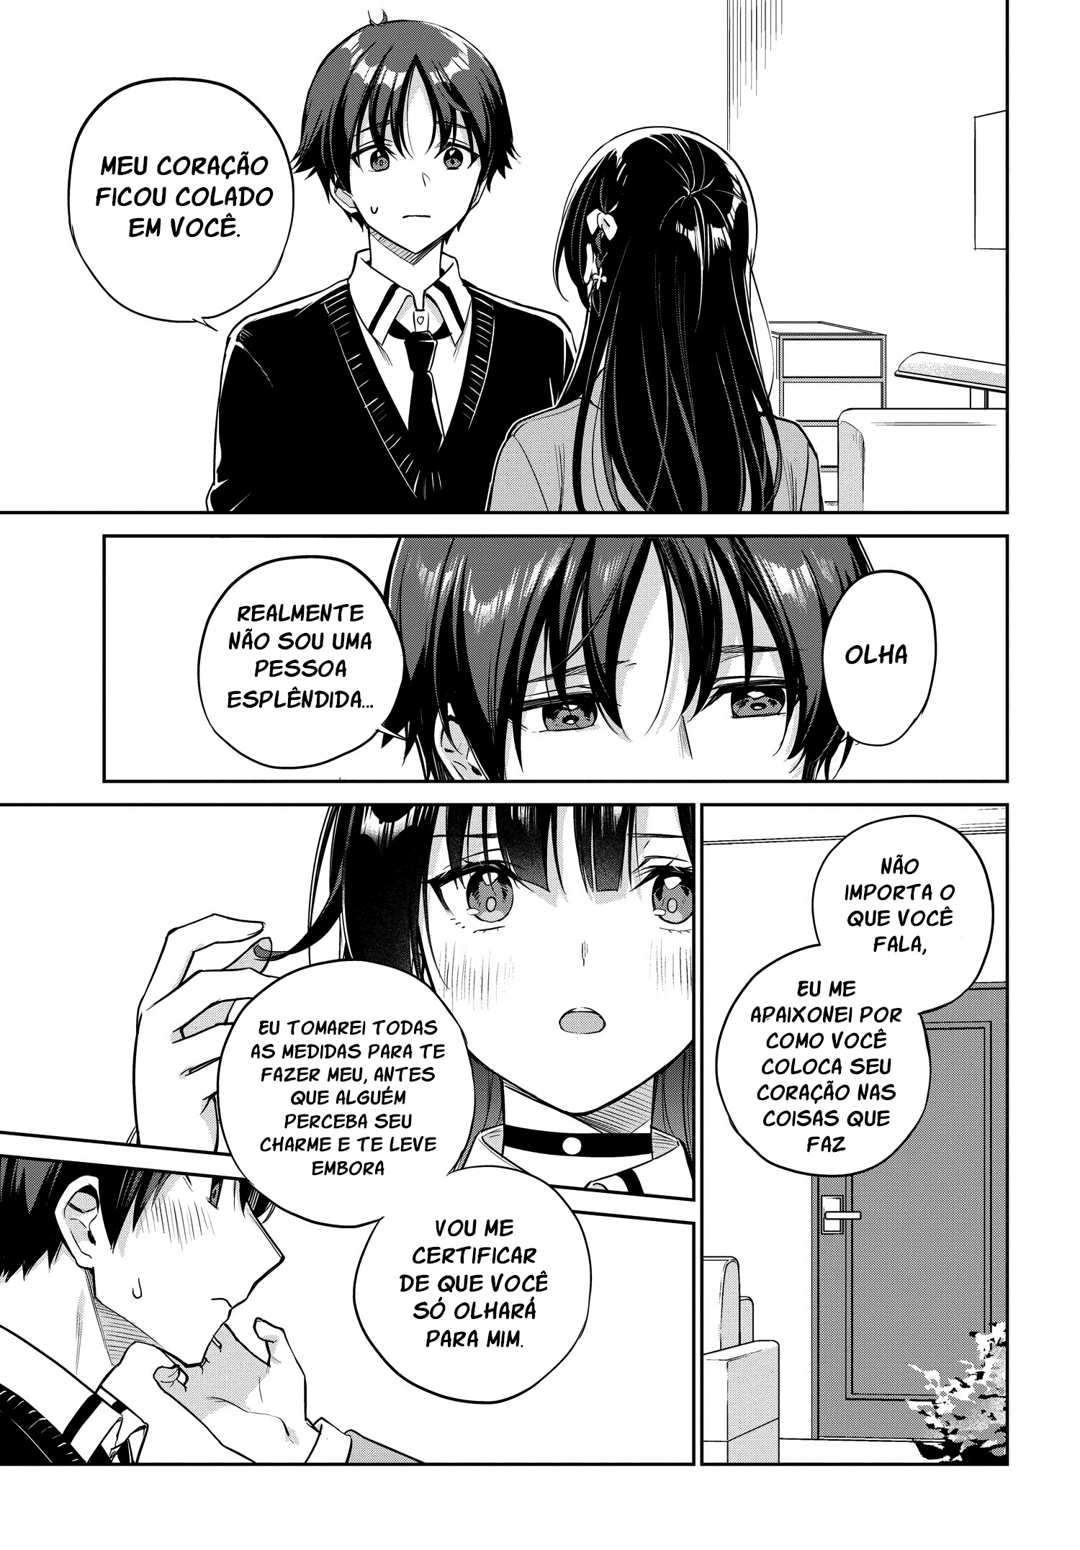 MEU CORAÇÃO
FICOU COLADO
EM VOCÊ.
OLHA
REALMENTE
NÃO SOU UMA
PESSOA
ESPLÊNDIDA...
NÃO
IMPORTA O
QUE VOCÊ
FALA,
EU ME
APAIXONEI POR
COMO VOCÊ
COLOCA SEU
CORAÇÃO NAS
COISAS QUE
FAZ
EU TOMAREI TODAS
AS MEDIDAS PARA TE
FAZER MEU, ANTES
QUE ALGUÉM
PERCEBA SEU
CHARME E TE LEVE
EMBORA
VOU ME
CERTIFICAR
DE QUE VOCÊ
SÓ OLHARÁ
PARA MIM.